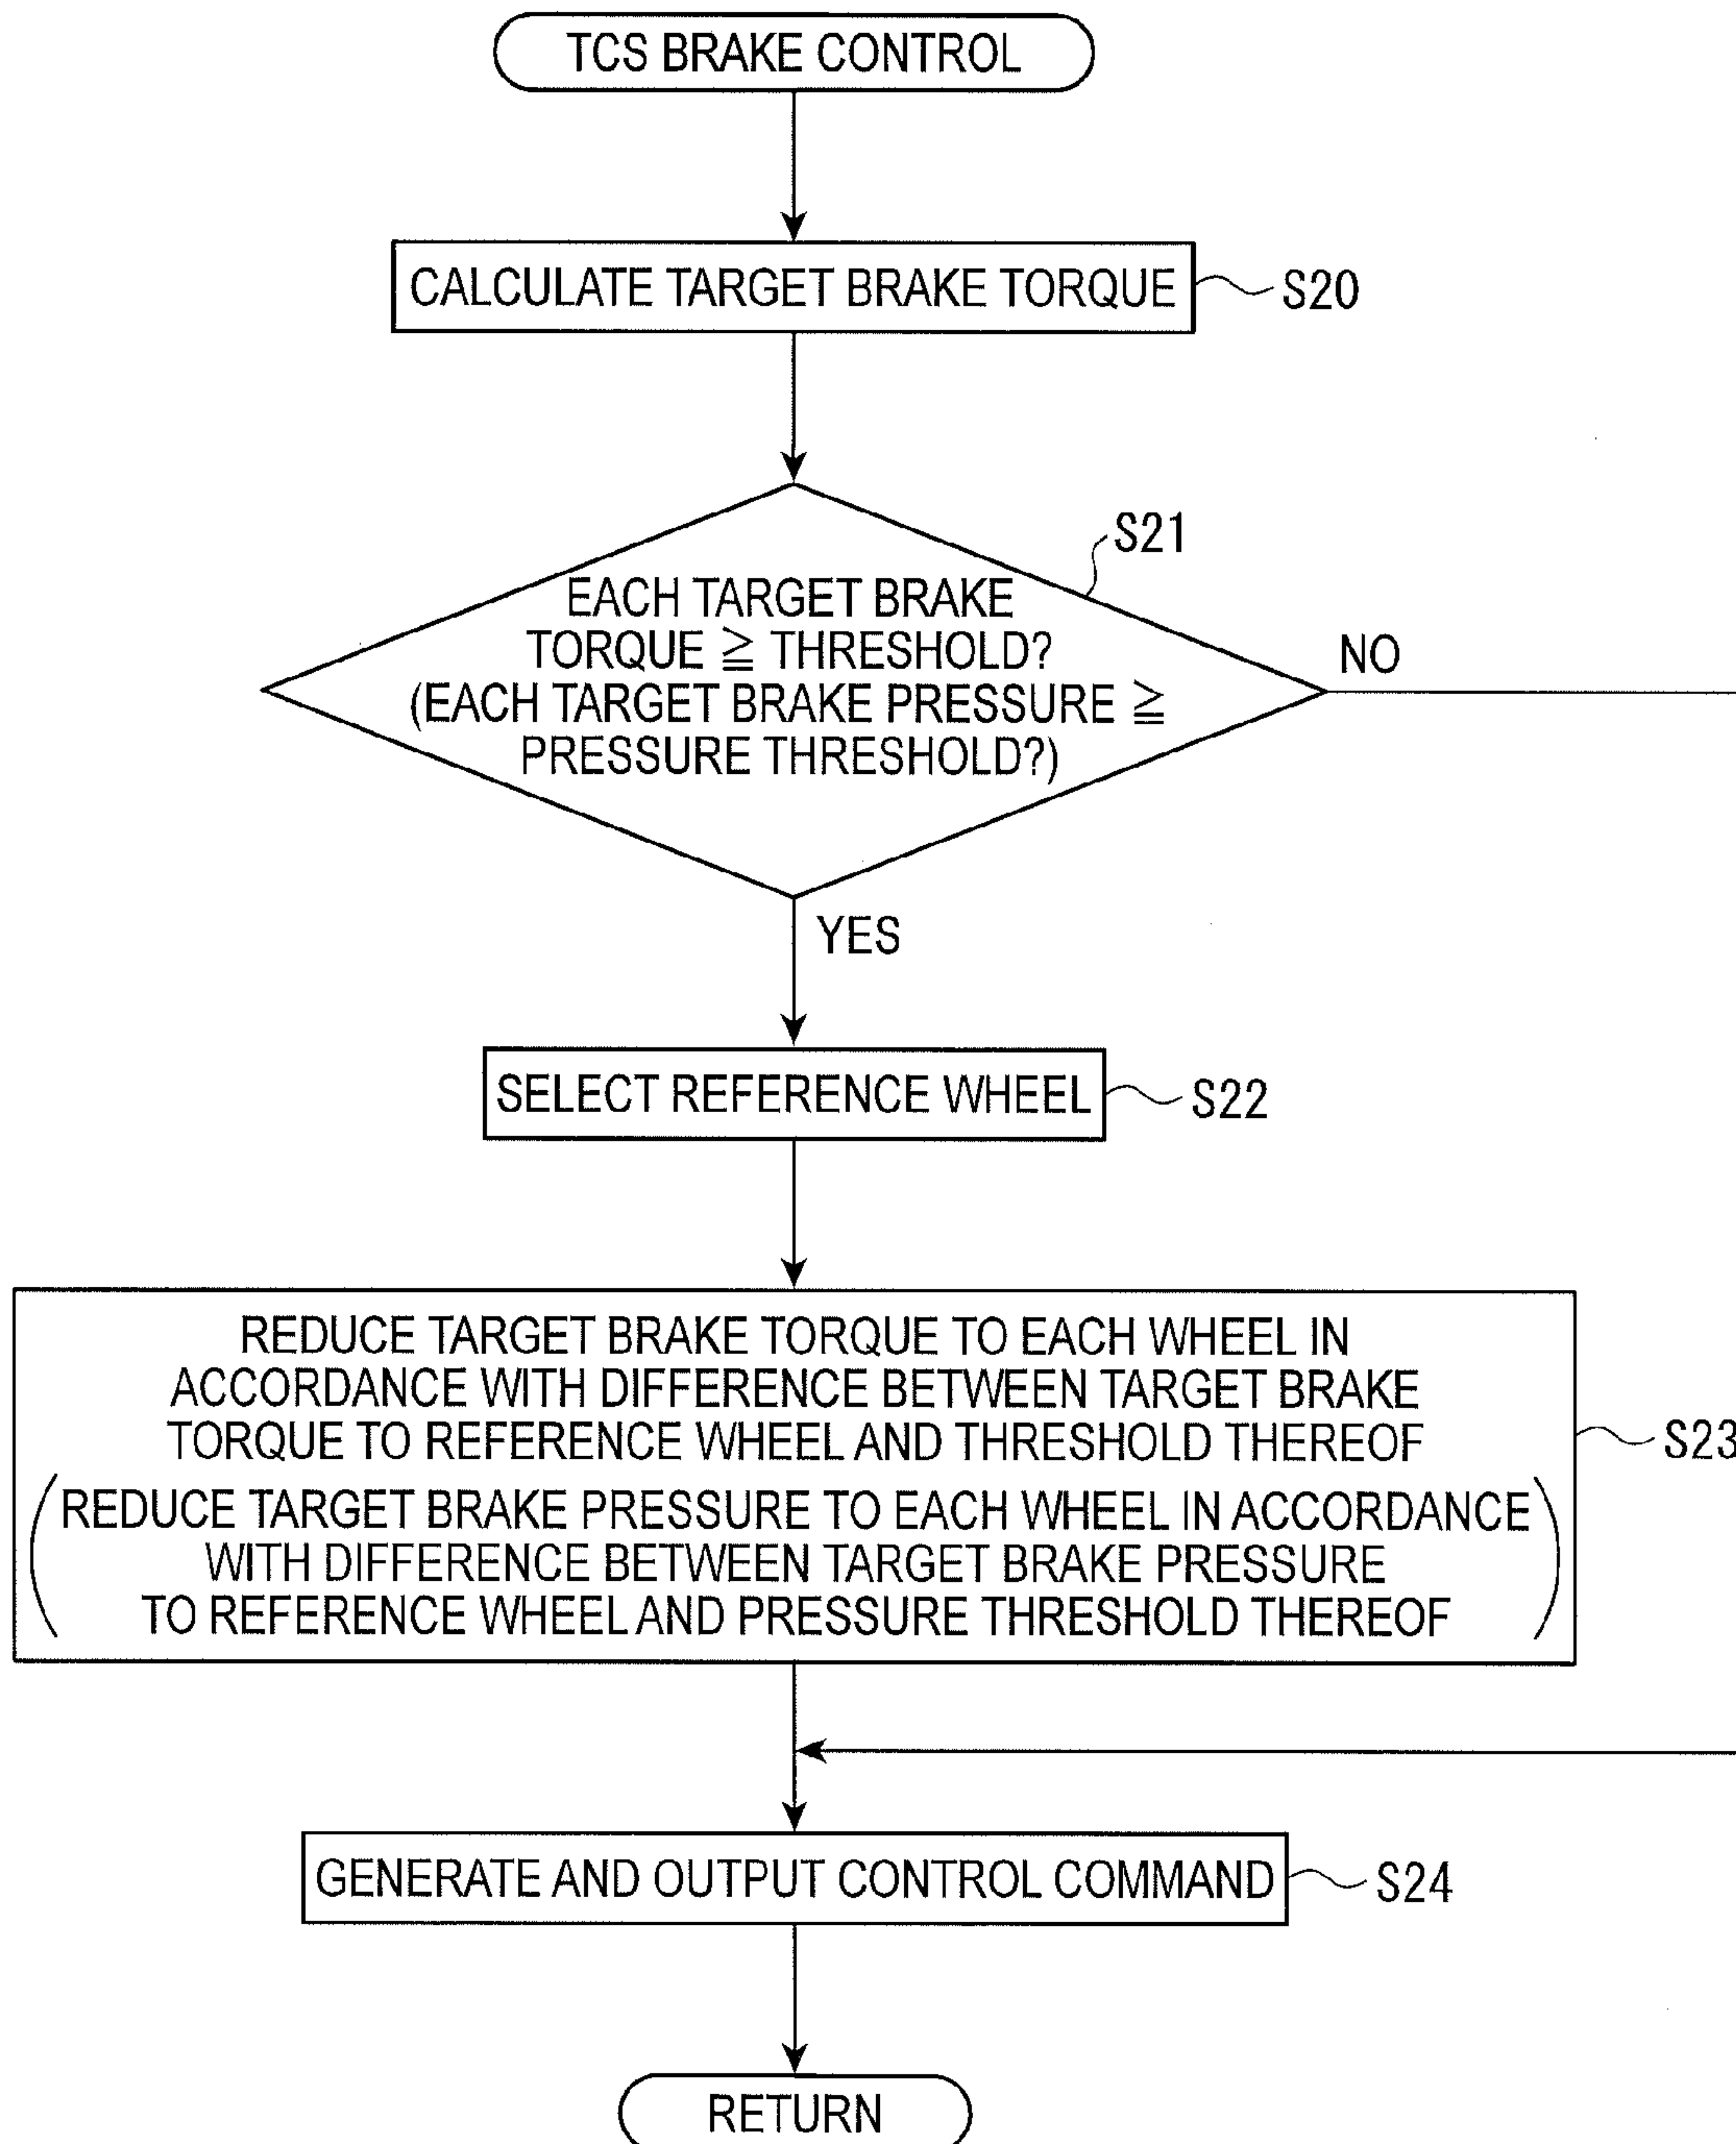 TCS BRAKE CONTROL
CALCULATE TARGET BRAKE TORQUE
S20
S21
EACH TARGET BRAKE
TORQUE ≧ THRESHOLD?
(EACH TARGET BRAKE PRESSURE ≧
PRESSURE THRESHOLD?)
NO
YES
SELECT REFERENCE WHEEL
S22
REDUCE TARGET BRAKE TORQUE TO EACH WHEEL IN
ACCORDANCE WITH DIFFERENCE BETWEEN TARGET BRAKE
TORQUE TO REFERENCE WHEEL AND THRESHOLD THEREOF
S23
(REDUCE TARGET BRAKE PRESSURE TO EACH WHEEL IN ACCORDANCE
WITH DIFFERENCE BETWEEN TARGET BRAKE PRESSURE
TO REFERENCE WHEEL AND PRESSURE THRESHOLD THEREOF)
GENERATE AND OUTPUT CONTROL COMMAND
S24
RETURN